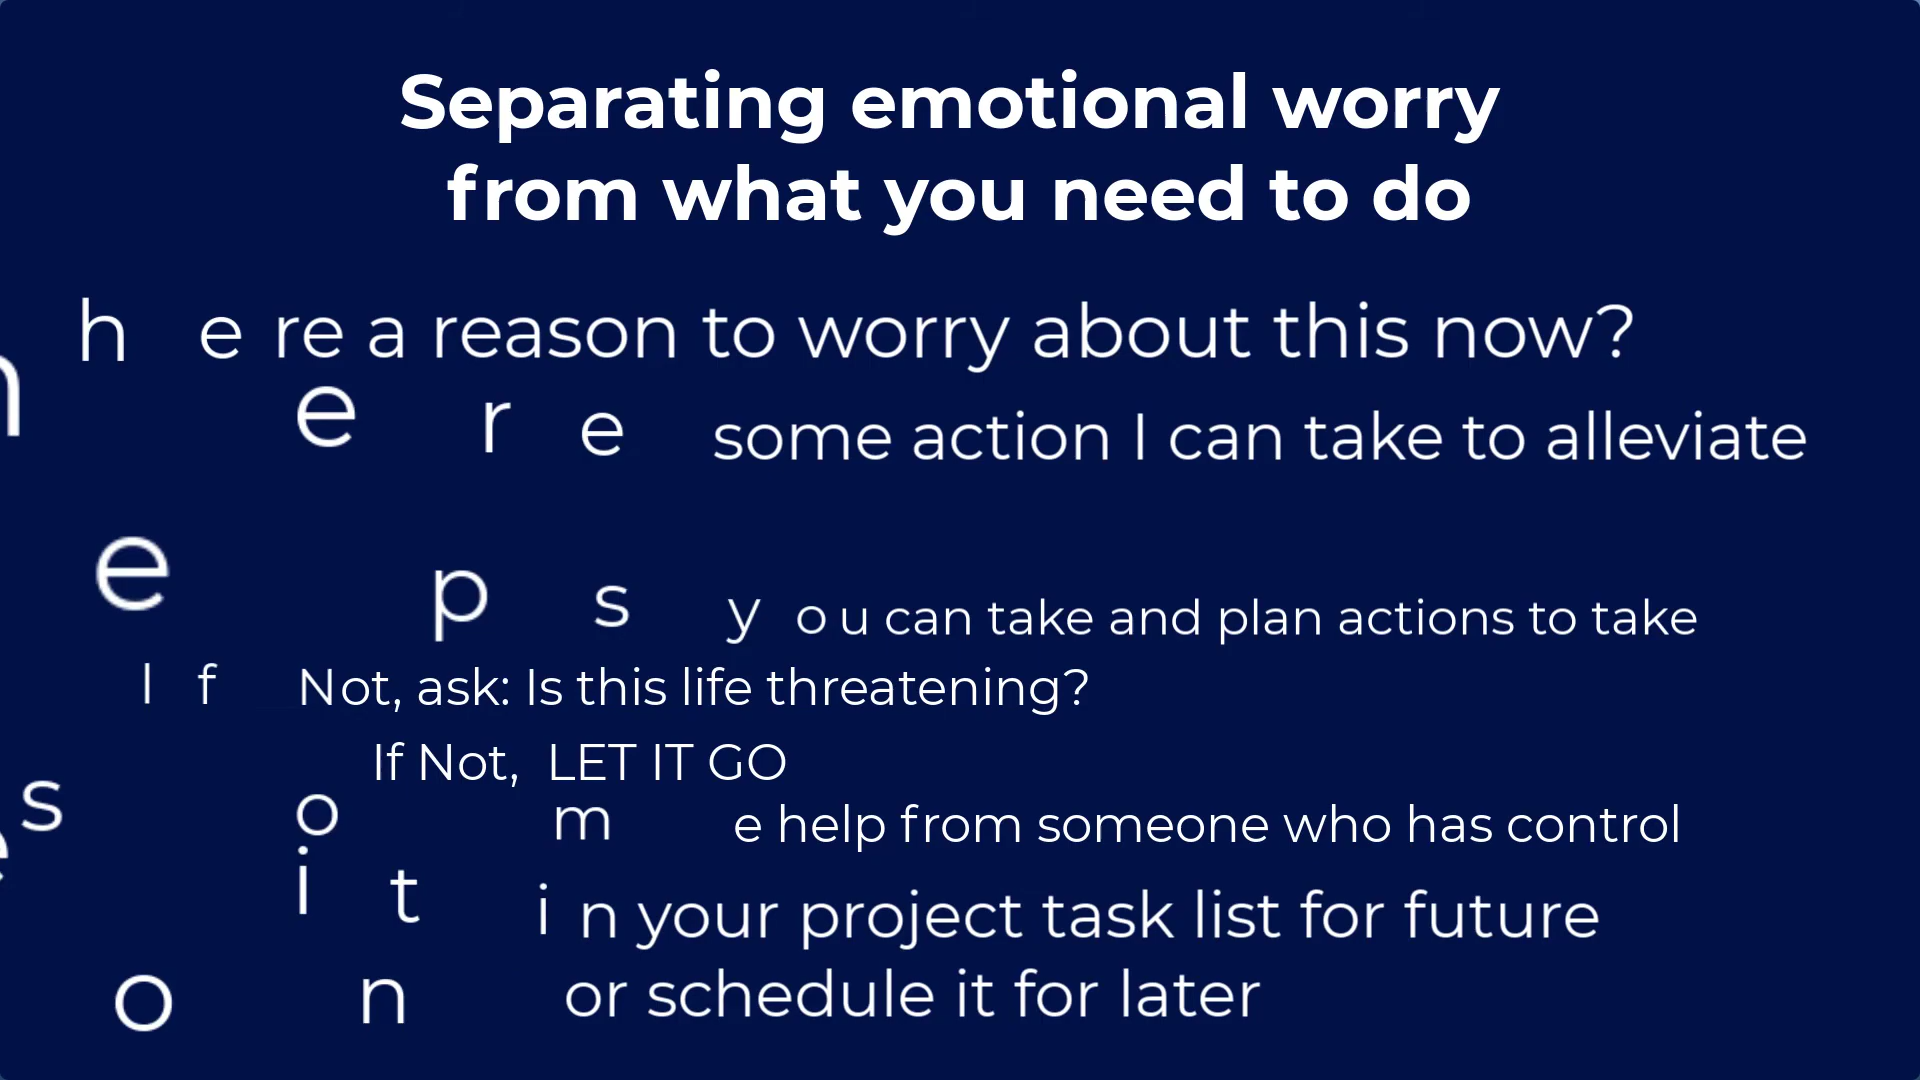 Separating emotional worry
from what you need to do
h e re a reason to worry about this now?
e r e some action I can take to alleviate
e p s y o u can take and plan actions to take
I f Not, ask: Is this life threatening?
If Not, LET IT GO
s o m e help from someone who has control
i t i n your project task list for future
o n or schedule it for later